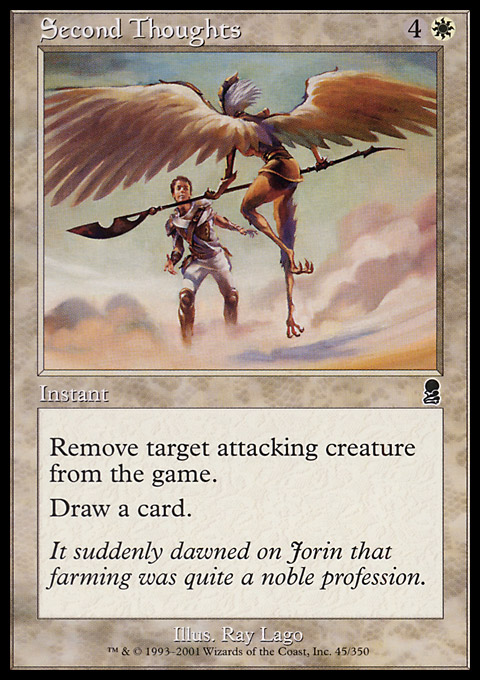 Second Thoughts 4
Instant
Remove target attacking creature
from the game.
Draw a card.
It suddenly dawned on Jorin that
farming was quite a noble profession.
Illus. Ray Lago
™ & © 1993–2001 Wizards of the Coast, Inc. 45/350